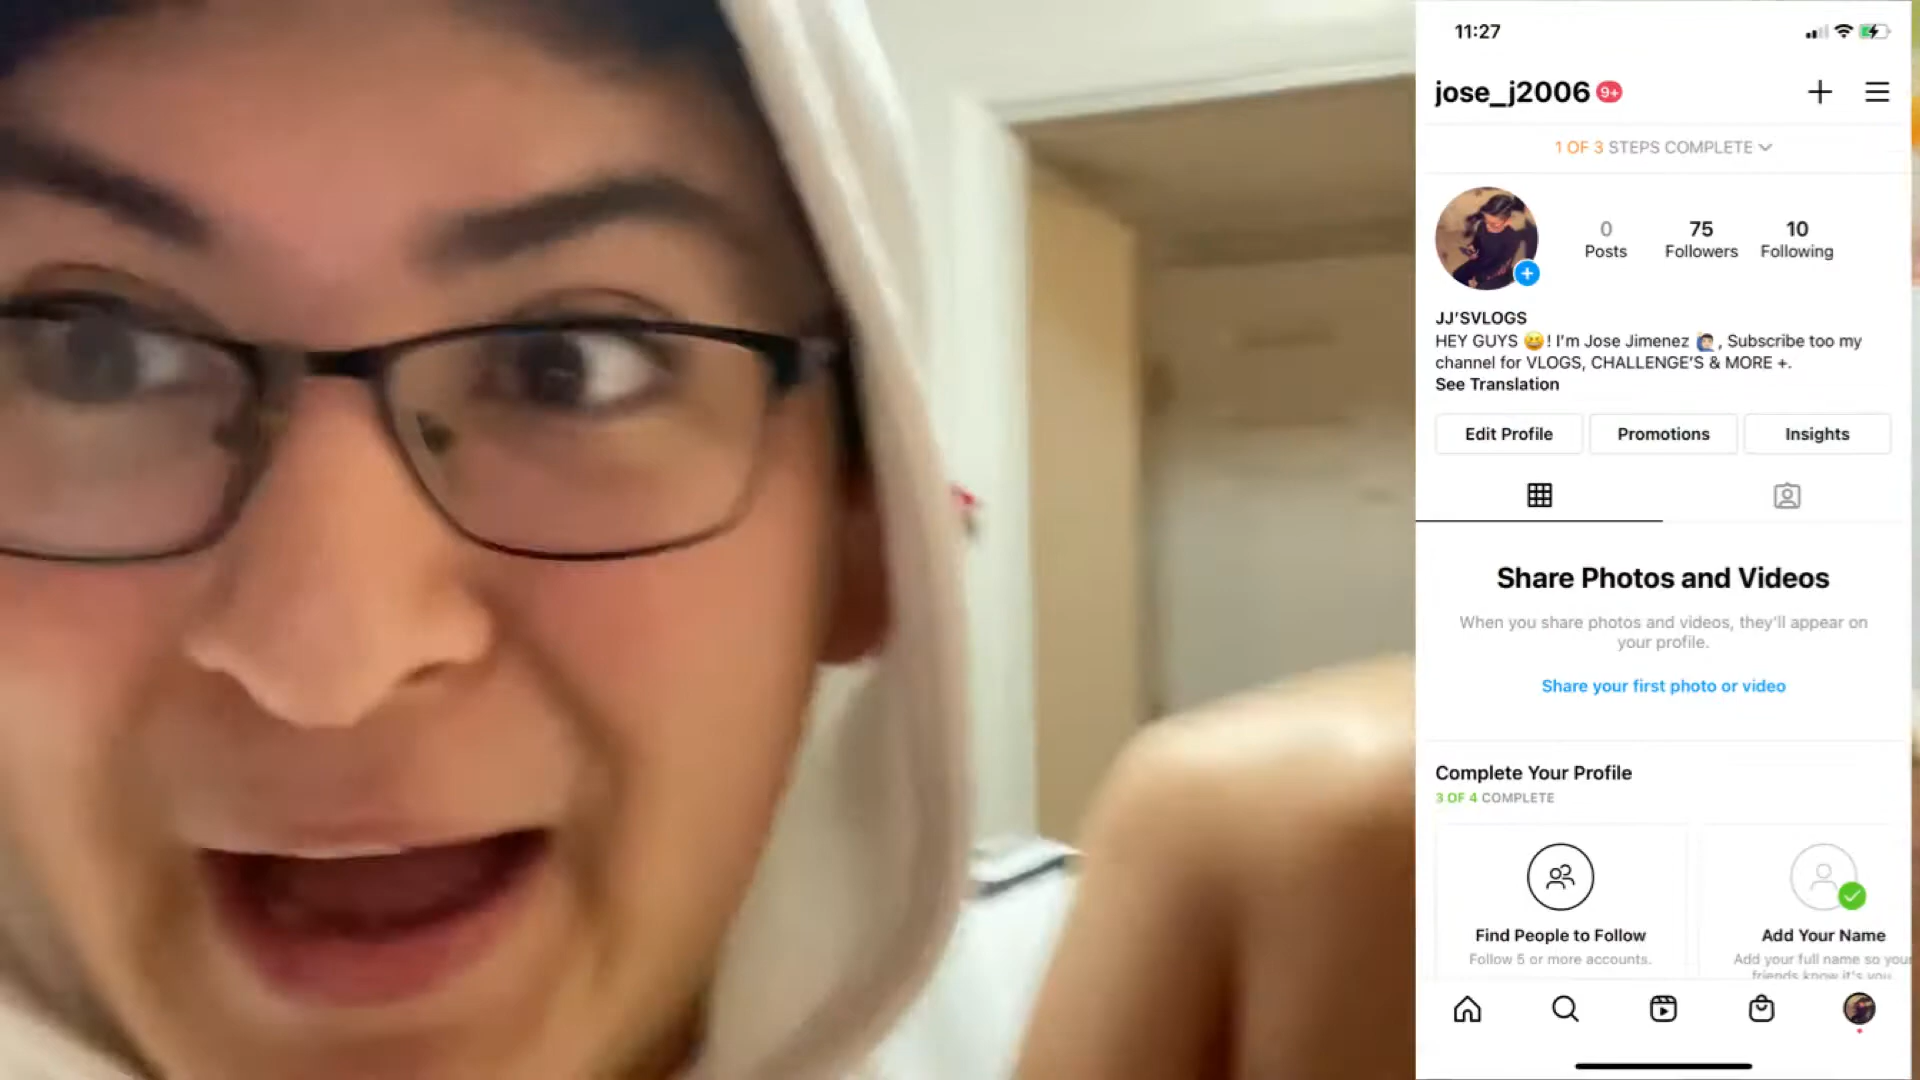 11:27
jose_j2006 9+
1 OF 3 STEPS COMPLETE
0 75 10
Posts Followers Following
JJ'SVLOGS
HEY GUYS 😆! I'm Jose Jimenez 🙋🏻‍♂️, Subscribe too my
channel for VLOGS, CHALLENGE'S & MORE +.
See Translation
Edit Profile Promotions Insights
Share Photos and Videos
When you share photos and videos, they'll appear on
your profile.
Share your first photo or video
Complete Your Profile
3 OF 4 COMPLETE
Find People to Follow Add Your Name
Follow 5 or more accounts. Add your full name so your
friends know it's you